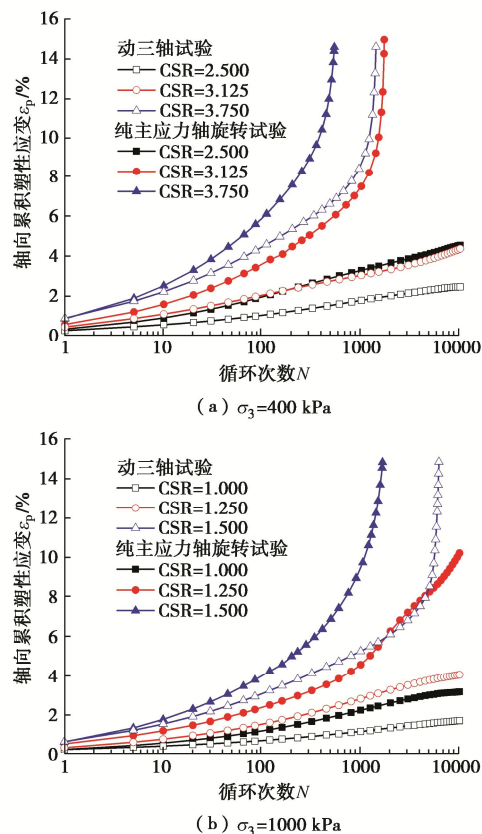 16
14
12
10
8
6
4
2
0
轴向累积塑性应变εp/%
动三轴试验
CSR=2.500
CSR=3.125
CSR=3.750
纯主应力轴旋转试验
CSR=2.500
CSR=3.125
CSR=3.750
1
10
100
1000
10000
循环次数N
（a）σ3=400 kPa
16
14
12
10
8
6
4
2
0
轴向累积塑性应变εp/%
动三轴试验
CSR=1.000
CSR=1.250
CSR=1.500
纯主应力轴旋转试验
CSR=1.000
CSR=1.250
CSR=1.500
1
10
100
1000
10000
循环次数N
（b）σ3=1000 kPa